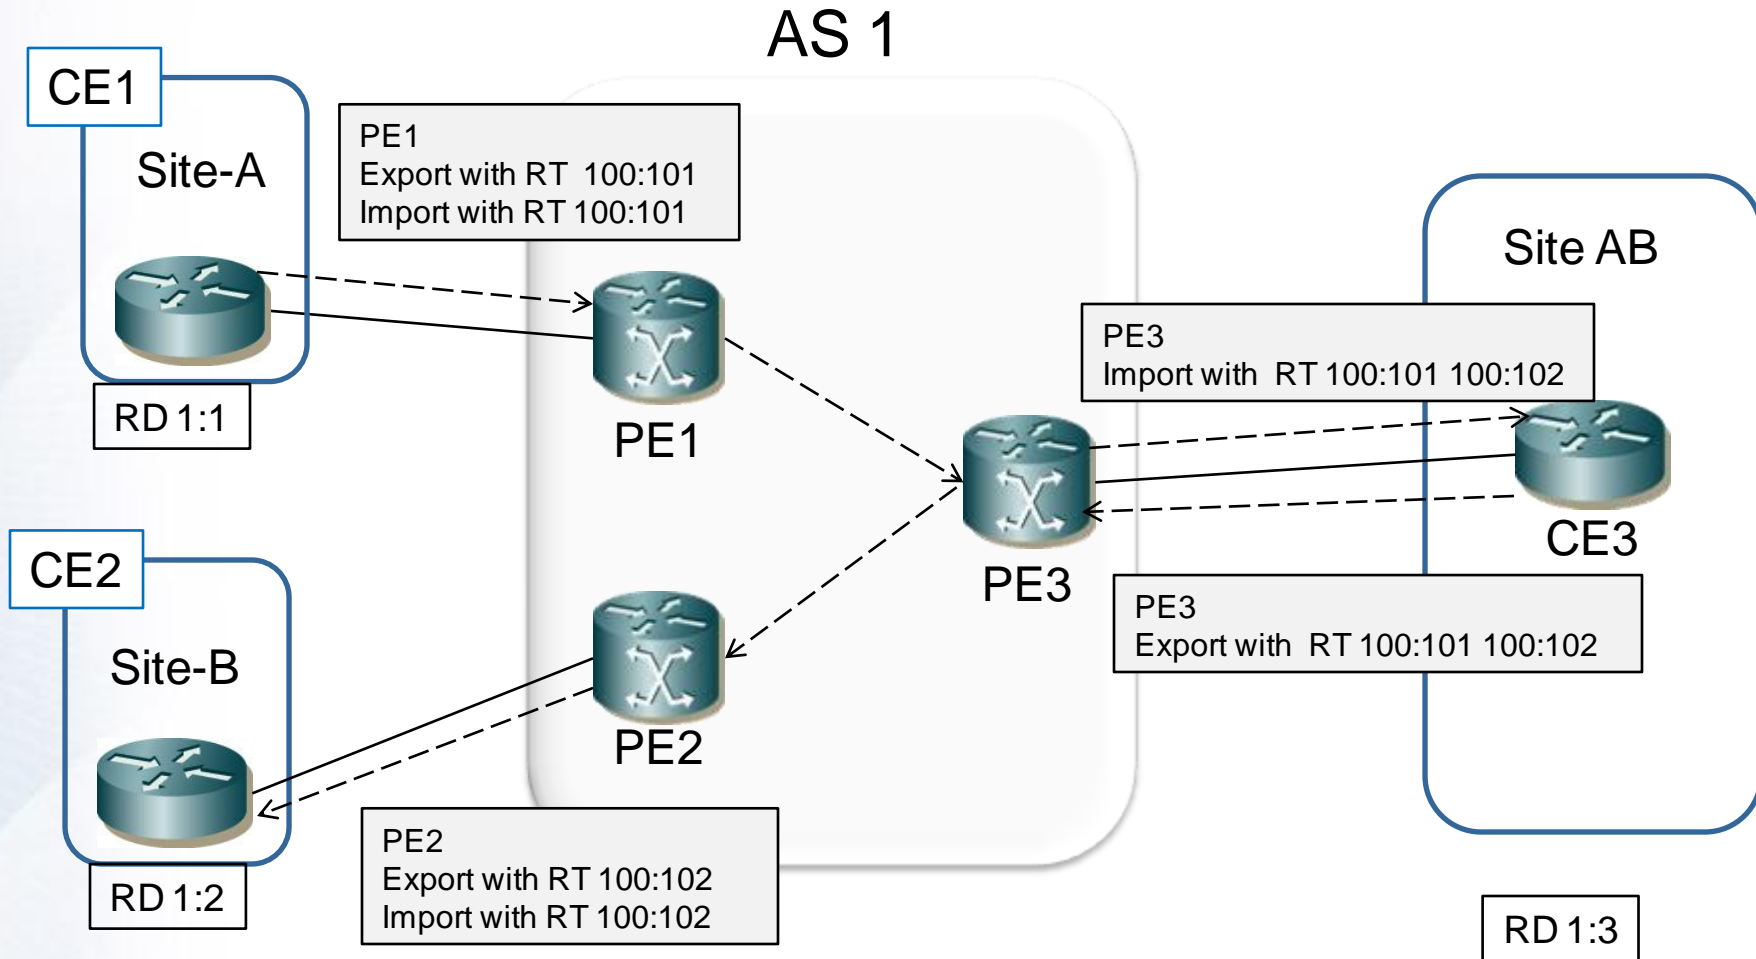 AS 1
CE1
Site-A
PE1
Export with RT 100:101
Import with RT 100:101
RD 1:1
PE1
Site AB
PE3
Import with RT 100:101 100:102
CE3
PE3
PE3
Export with RT 100:101 100:102
CE2
Site-B
PE2
RD 1:2
PE2
Export with RT 100:102
Import with RT 100:102
RD 1:3